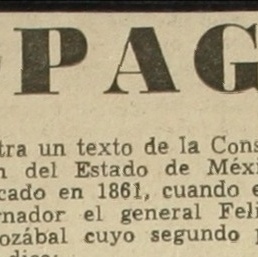 PAG
tra un texto de la Cons
n del Estado de Méxi
cado en 1861, cuando e
rnador el general Feli
ozábal cuyo segundo p